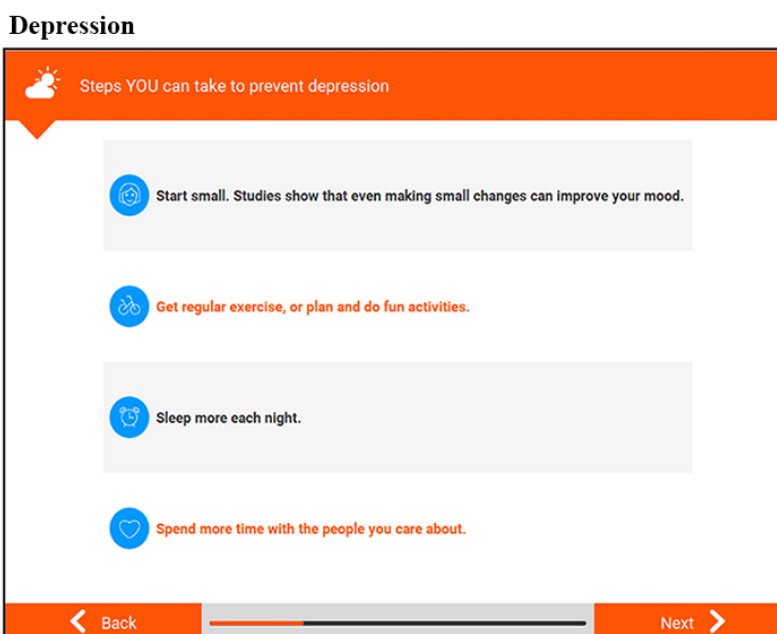 Depression
Steps YOU can take to prevent depression
Start small. Studies show that even making small changes can improve your mood.
Get regular exercise, or plan and do fun activities.
Sleep more each night.
Spend more time with the people you care about.
Back
Next